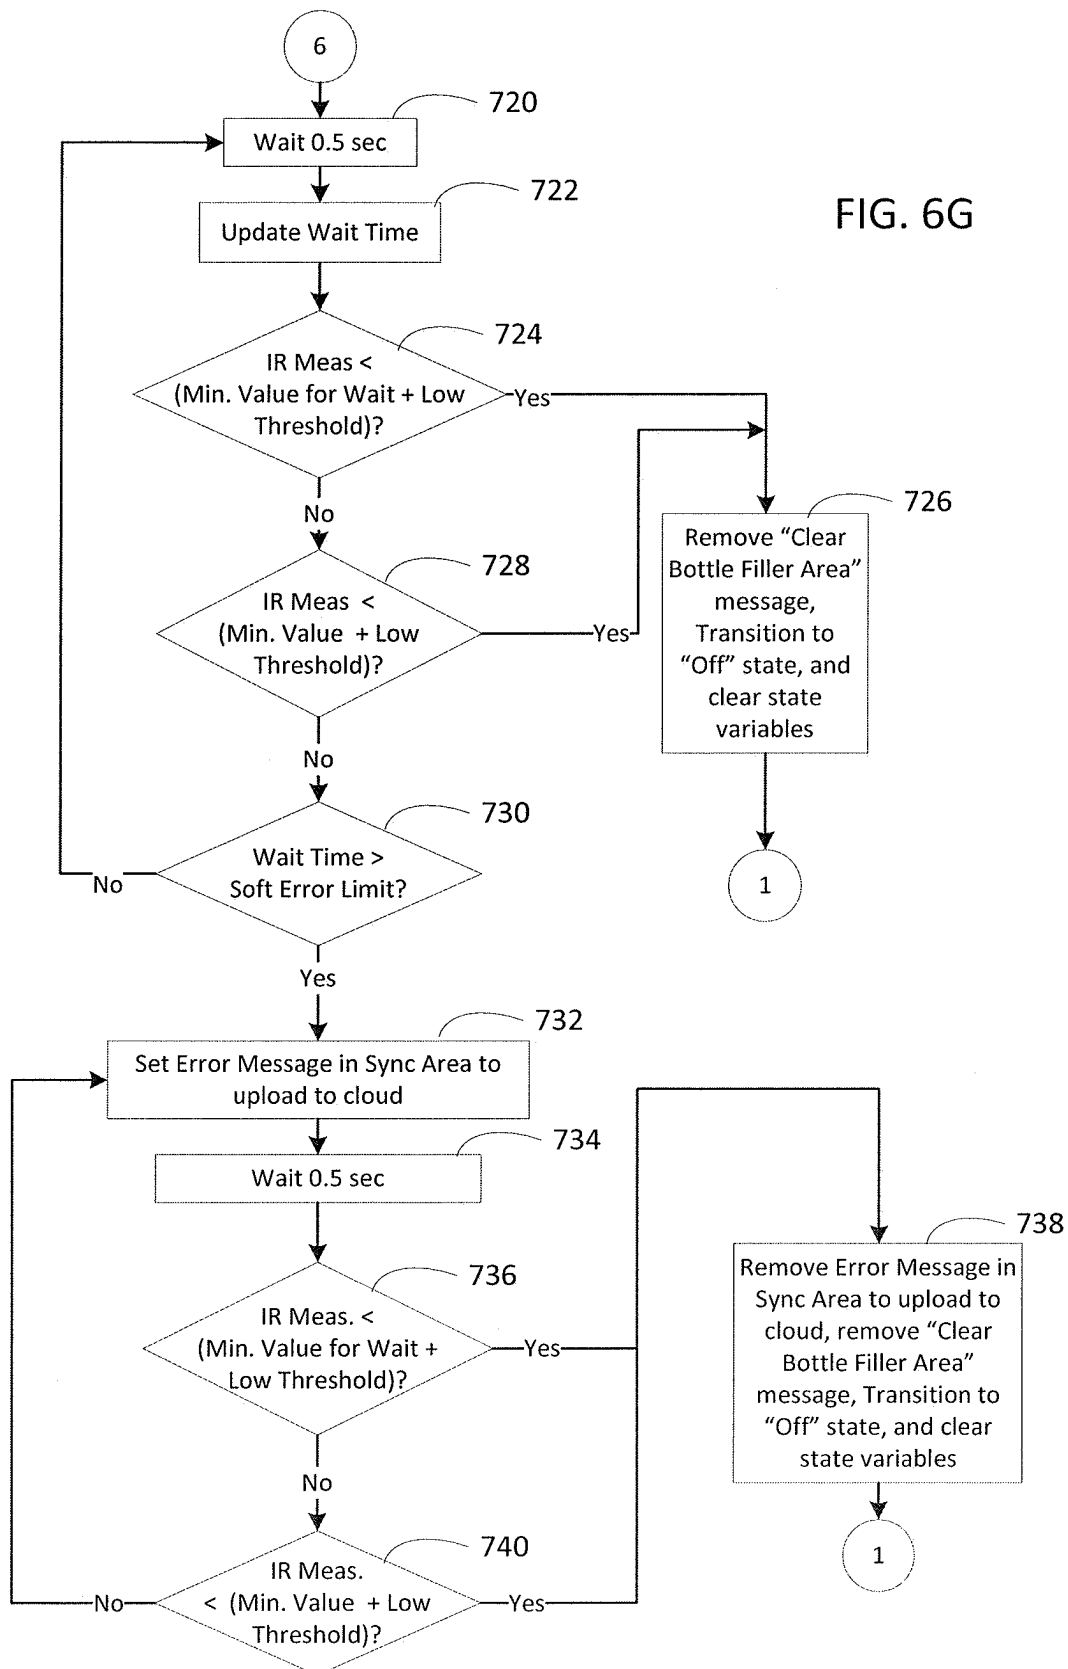 6
720
Wait 0.5 sec
722
Update Wait Time
FIG. 6G
724
IR Meas <
(Min. Value for Wait + Low
Threshold)?
Yes
No
726
Remove “Clear
Bottle Filler Area”
message,
Transition to
“Off” state, and
clear state
variables
728
IR Meas <
(Min. Value + Low
Threshold)?
Yes
No
730
Wait Time >
Soft Error Limit?
No
1
Yes
732
Set Error Message in Sync Area to
upload to cloud
734
Wait 0.5 sec
736
IR Meas. <
(Min. Value for Wait +
Low Threshold)?
Yes
No
738
Remove Error Message in
Sync Area to upload to
cloud, remove “Clear
Bottle Filler Area”
message, Transition to
“Off” state, and clear
state variables
740
IR Meas.
< (Min. Value + Low
Threshold)?
No
Yes
1